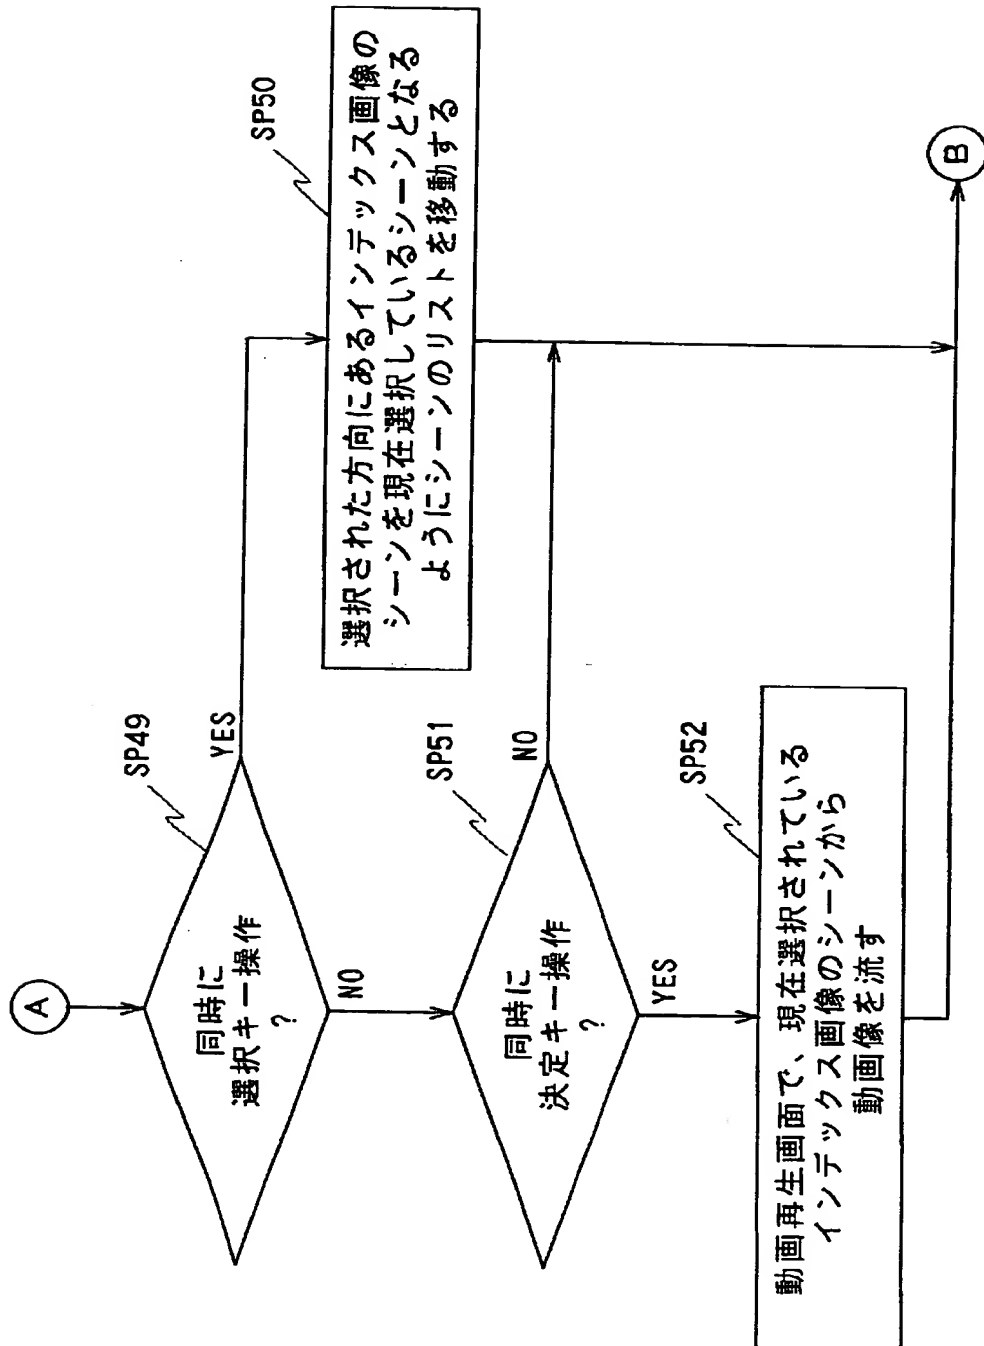 A
SP49
同時に
選択キー操作
?
YES
NO
SP50
選択された方向にあるインデックス画像の
シーンを現在選択しているシーンとなる
ようにシーンのリストを移動する
SP51
同時に
決定キー操作
?
NO
YES
SP52
動画再生画面で、現在選択されている
インデックス画像のシーンから
動画像を流す
B